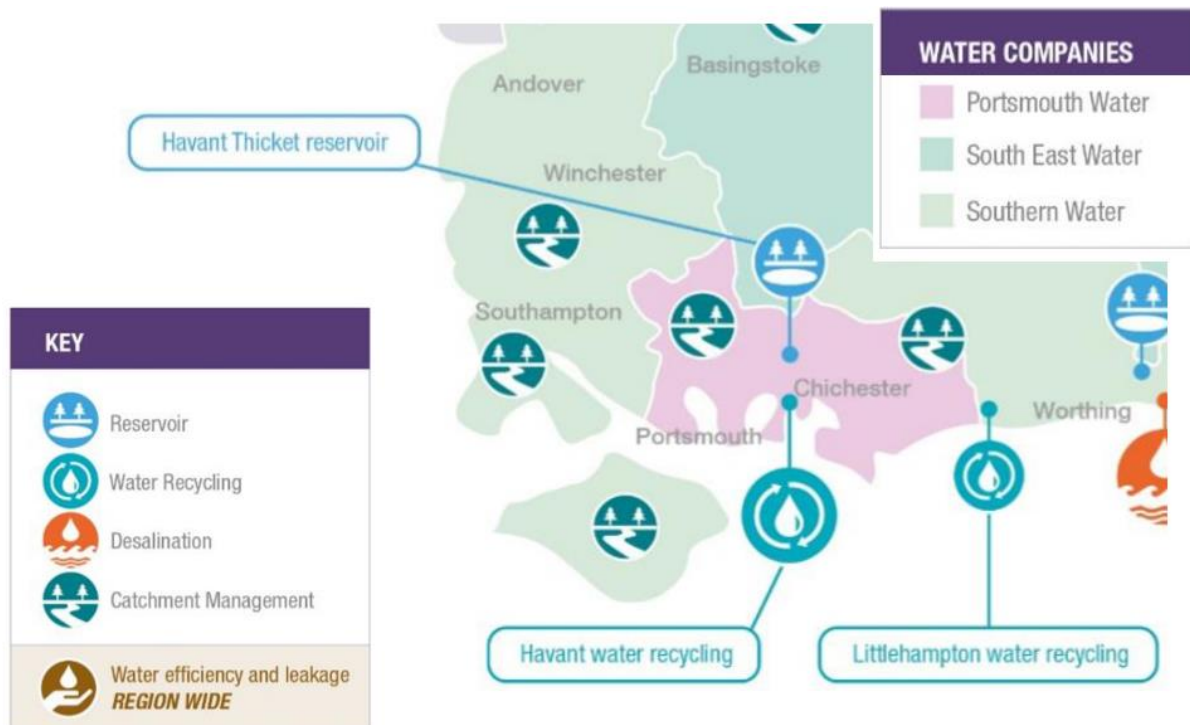 WATER COMPANIES
Portsmouth Water
South East Water
Southern Water
Basingstoke
Andover
Havant Thicket reservoir
Winchester
Southampton
Chichester
Worthing
Portsmouth
KEY
Reservoir
Water Recycling
Desalination
Catchment Management
Water efficiency and leakage
REGION WIDE
Havant water recycling
Littlehampton water recycling